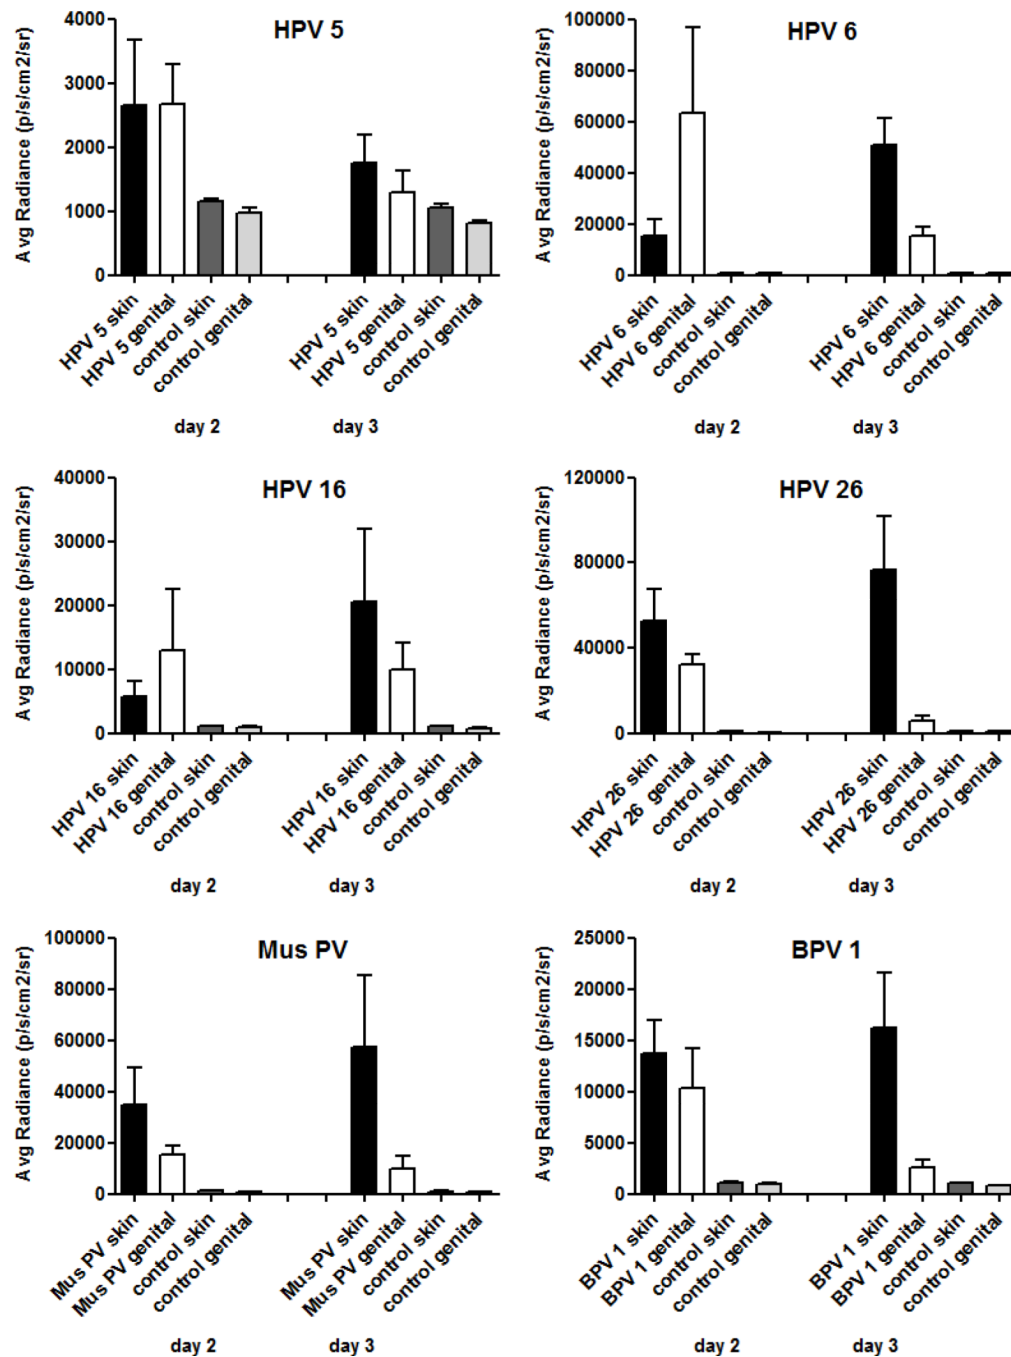 HPV 5
Avg Radiance (p/s/cm2/sr)
4000
3000
2000
1000
0
HPV 5 skin
HPV 5 genital
control skin
control genital
HPV 5 skin
HPV 5 genital
control skin
control genital
day 2
day 3
HPV 6
Avg Radiance (p/s/cm2/sr)
100000
80000
60000
40000
20000
0
HPV 6 skin
HPV 6 genital
control skin
control genital
HPV 6 skin
HPV 6 genital
control skin
control genital
day 2
day 3
HPV 16
Avg Radiance (p/s/cm2/sr)
40000
30000
20000
10000
0
HPV 16 skin
HPV 16 genital
control skin
control genital
HPV 16 skin
HPV 16 genital
control skin
control genital
day 2
day 3
HPV 26
Avg Radiance (p/s/cm2/sr)
120000
80000
40000
0
HPV 26 skin
HPV 26 genital
control skin
control genital
HPV 26 skin
HPV 26 genital
control skin
control genital
day 2
day 3
Mus PV
Avg Radiance (p/s/cm2/sr)
100000
80000
60000
40000
20000
0
Mus PV skin
Mus PV genital
control skin
control genital
Mus PV skin
Mus PV genital
control skin
control genital
day 2
day 3
BPV 1
Avg Radiance (p/s/cm2/sr)
25000
20000
15000
10000
5000
0
BPV 1 skin
BPV 1 genital
control skin
control genital
BPV 1 skin
BPV 1 genital
control skin
control genital
day 2
day 3